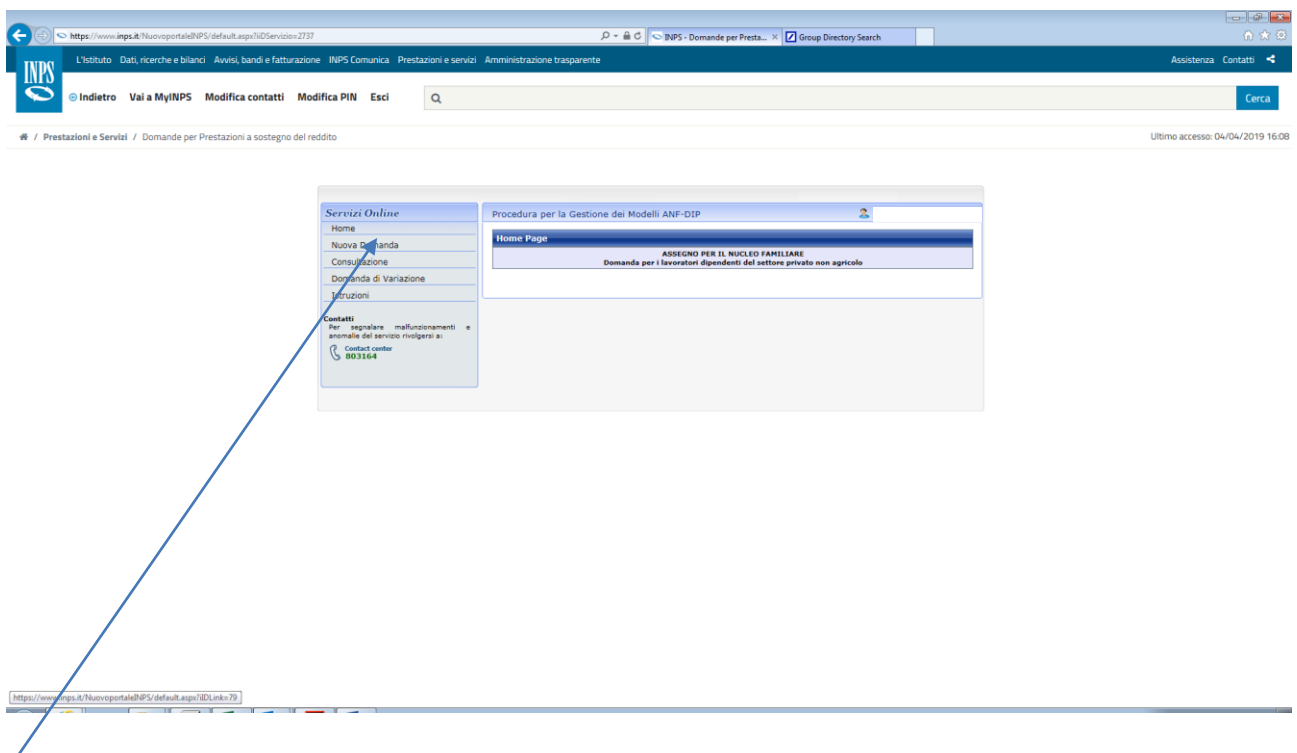 https://www.inps.it/NuovoportaleINPS/default.aspx?iIDServizio=2737
INPS - Domande per Presta...
Group Directory Search
INPS
L'Istituto Dati, ricerche e bilanci Avvisi, bandi e fatturazione INPS Comunica Prestazioni e servizi Amministrazione trasparente
Assistenza Contatti
Indietro Vai a MyINPS Modifica contatti Modifica PIN Esci
Cerca
/ Prestazioni e Servizi / Domande per Prestazioni a sostegno del reddito
Ultimo accesso: 04/04/2019 16:08
Servizi Online
Home
Nuova Domanda
Consultazione
Domanda di Variazione
Istruzioni
Contatti
Per segnalare malfunzionamenti e
anomalie del servizio rivolgersi a:
Contact center
803164
Procedura per la Gestione dei Modelli ANF-DIP
Home Page
ASSEGNO PER IL NUCLEO FAMILIARE
Domanda per i lavoratori dipendenti del settore privato non agricolo
https://www.inps.it/NuovoportaleINPS/default.aspx?iIDLink=79